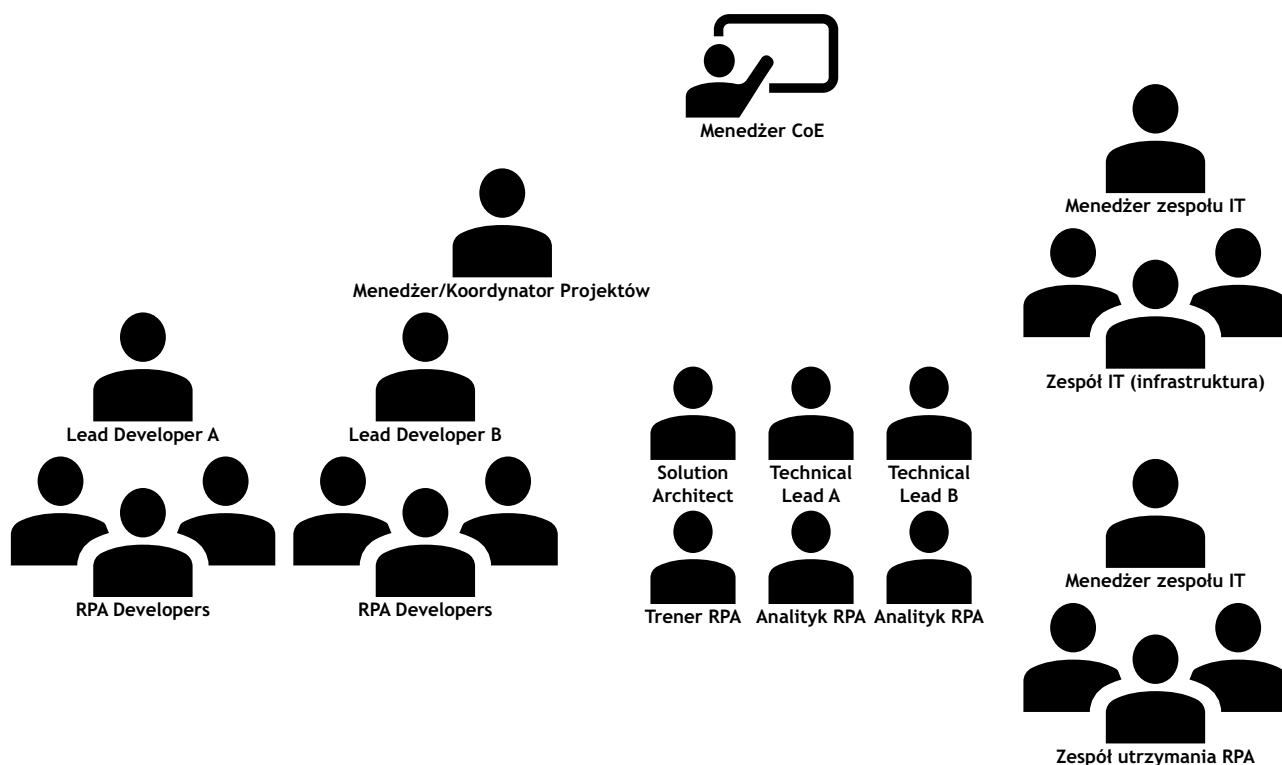 Menedżer CoE
Menedżer zespołu IT
Menedżer/Koordynator Projektów
Zespół IT (infrastruktura)
Lead Developer A
Lead Developer B
Solution
Architect
Technical
Lead A
Technical
Lead B
Menedżer zespołu IT
RPA Developers
RPA Developers
Trener RPA
Analityk RPA
Analityk RPA
Zespół utrzymania RPA